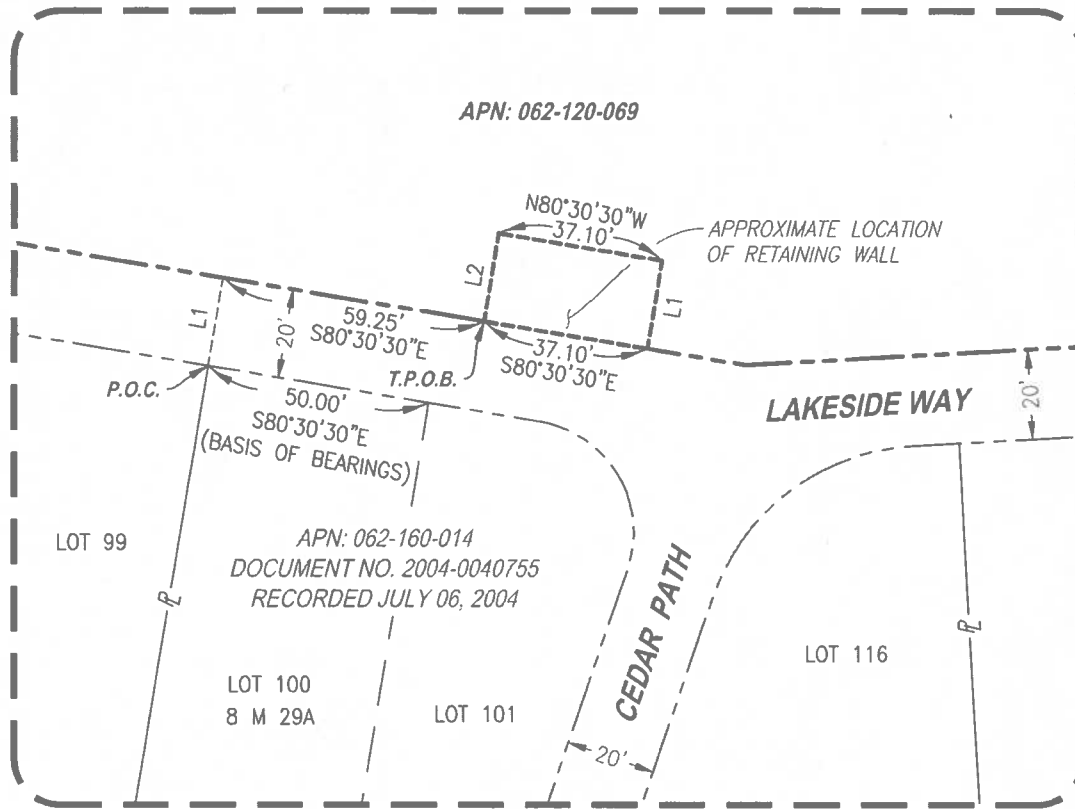 APN: 062-120-069
N80°30'30"W
37.10'
APPROXIMATE LOCATION
OF RETAINING WALL
L2
L1
L1
59.25'
S80°30'30"E
20'
37.10'
S80°30'30"E
T.P.O.B.
P.O.C.
50.00'
S80°30'30"E
(BASIS OF BEARINGS)
LAKESIDE WAY
20'
LOT 99
APN: 062-160-014
DOCUMENT NO. 2004-0040755
RECORDED JULY 06, 2004
PL
CEDAR PATH
PL
LOT 116
LOT 100
8 M 29A
LOT 101
20'